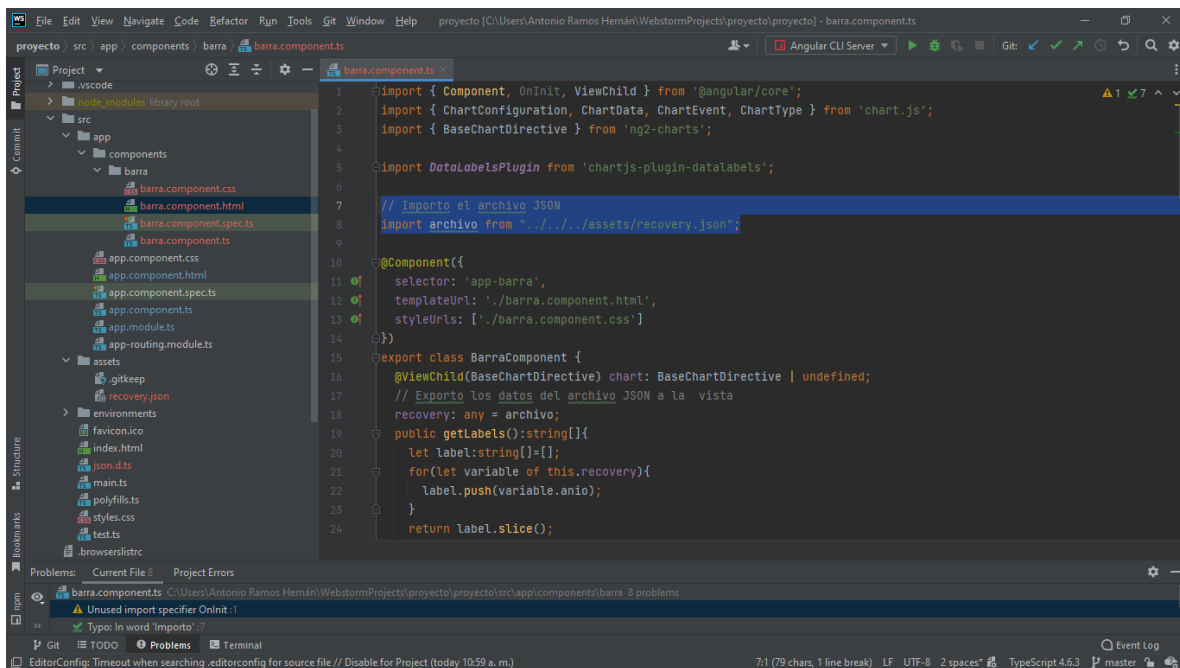 WS File Edit View Navigate Code Refactor Run Tools Git Window Help proyecto [C:\Users\Antonio Ramos Hernán\WebstormProjects\proyecto\proyecto] - barra.component.ts
proyecto src app components barra barra.component.ts Angular CLI Server Git:
Project
barra.component.ts
.vscode
node_modules library root
src
app
components
barra
barra.component.css
barra.component.html
barra.component.spec.ts
barra.component.ts
app.component.css
app.component.html
app.component.spec.ts
app.component.ts
app.module.ts
app-routing.module.ts
assets
.gitkeep
recovery.json
environments
favicon.ico
index.html
json.d.ts
main.ts
polyfills.ts
styles.css
test.ts
.browserslistrc
Project
Commit
Structure
Bookmarks
npm
1 import { Component, OnInit, ViewChild } from '@angular/core';
2 import { ChartConfiguration, ChartData, ChartEvent, ChartType } from 'chart.js';
3 import { BaseChartDirective } from 'ng2-charts';
4
5 import DataLabelsPlugin from 'chartjs-plugin-datalabels';
6
7 // Importo el archivo JSON
8 import archivo from "../../../assets/recovery.json";
9
10 @Component({
11 selector: 'app-barra',
12 templateUrl: './barra.component.html',
13 styleUrls: ['./barra.component.css']
14 })
15 export class BarraComponent {
16 @ViewChild(BaseChartDirective) chart: BaseChartDirective | undefined;
17 // Exporto los datos del archivo JSON a la vista
18 recovery: any = archivo;
19 public getLabels():string[]{
20 let label:string[]=[];
21 for(let variable of this.recovery){
22 label.push(variable.anio);
23 }
24 return label.slice();
1 7
Problems: Current File 8 Project Errors
barra.component.ts C:\Users\Antonio Ramos Hernán\WebstormProjects\proyecto\proyecto\src\app\components\barra 8 problems
Unused import specifier OnInit :1
Typo: In word 'Importo' :7
Git TODO Problems Terminal Event Log
EditorConfig: Timeout when searching .editorconfig for source file // Disable for Project (today 10:59 a. m.) 7:1 (79 chars, 1 line break) LF UTF-8 2 spaces* TypeScript 4.6.3 master